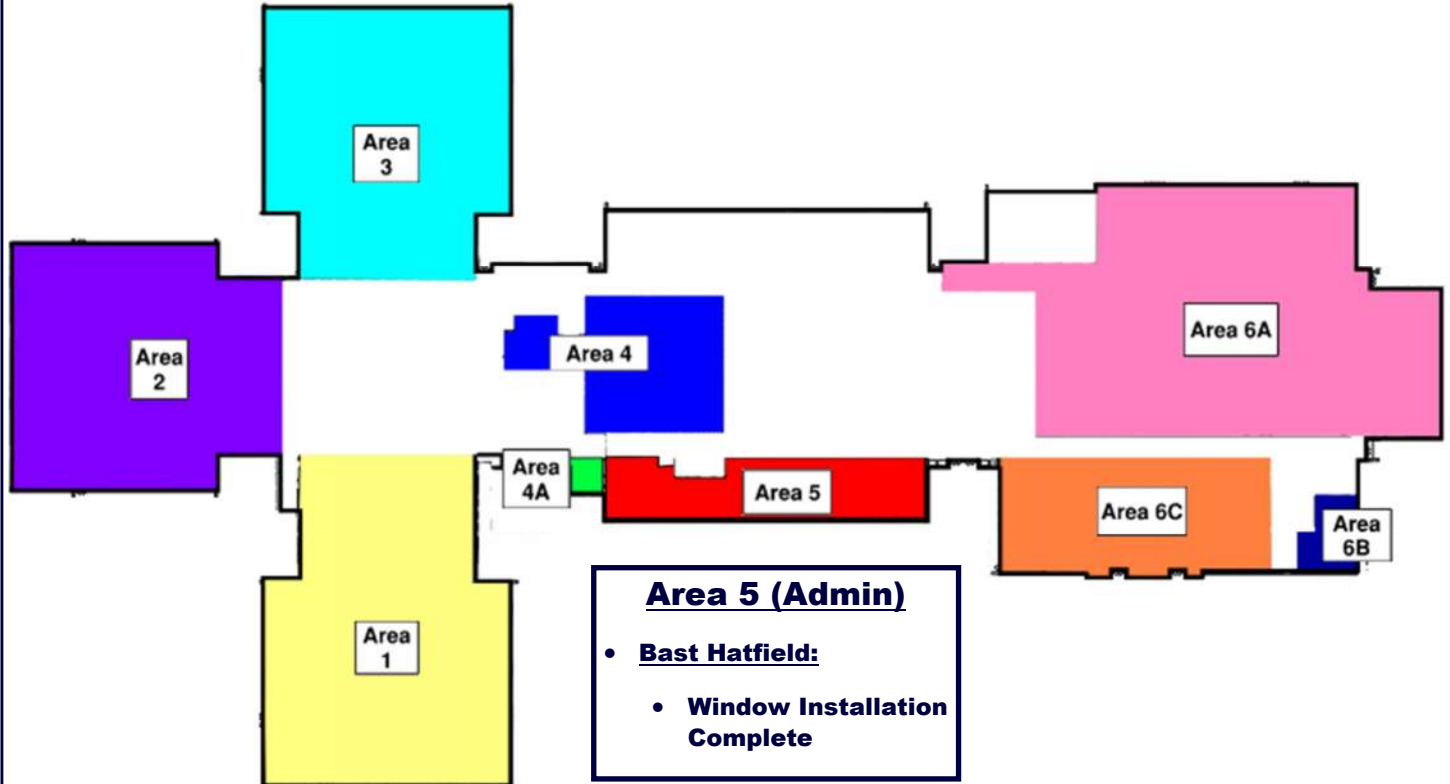 Area
3
Area
2
Area 4
Area 6A
Area
4A
Area 5
Area 6C
Area
6B
Area
1
Area 5 (Admin)
• Bast Hatfield:
• Window Installation
Complete